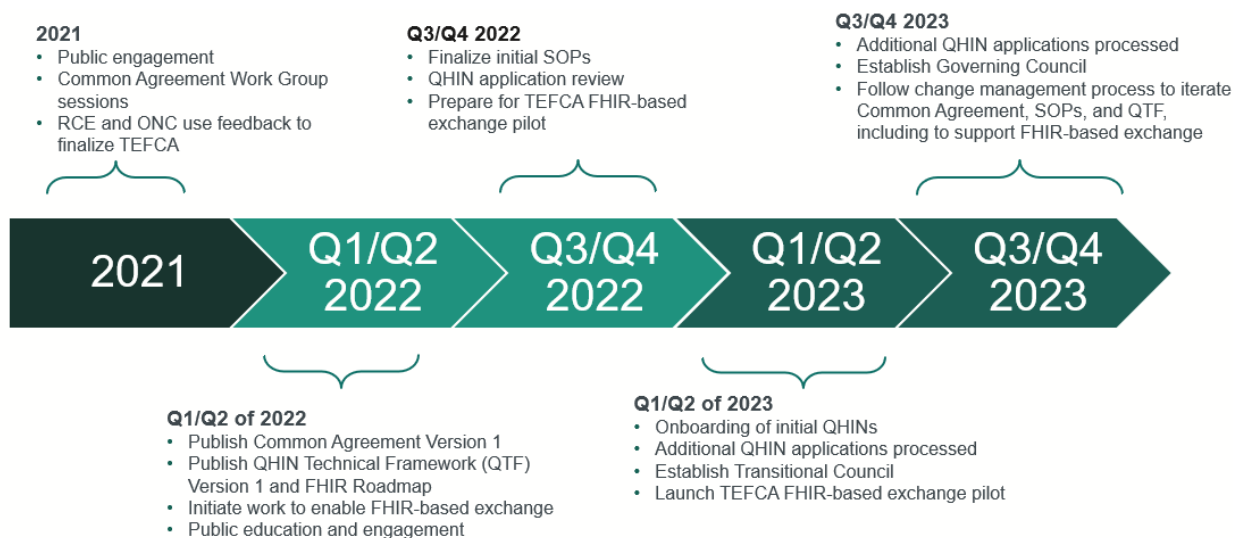 2021
• Public engagement
• Common Agreement Work Group
sessions
• RCE and ONC use feedback to
finalize TEFCA
Q3/Q4 2022
• Finalize initial SOPs
• QHIN application review
• Prepare for TEFCA FHIR-based
exchange pilot
Q3/Q4 2023
• Additional QHIN applications processed
• Establish Governing Council
• Follow change management process to iterate
Common Agreement, SOPs, and QTF,
including to support FHIR-based exchange
2021
Q1/Q2
2022
Q3/Q4
2022
Q1/Q2
2023
Q3/Q4
2023
Q1/Q2 of 2022
• Publish Common Agreement Version 1
• Publish QHIN Technical Framework (QTF)
Version 1 and FHIR Roadmap
• Initiate work to enable FHIR-based exchange
• Public education and engagement
Q1/Q2 of 2023
• Onboarding of initial QHINs
• Additional QHIN applications processed
• Establish Transitional Council
• Launch TEFCA FHIR-based exchange pilot